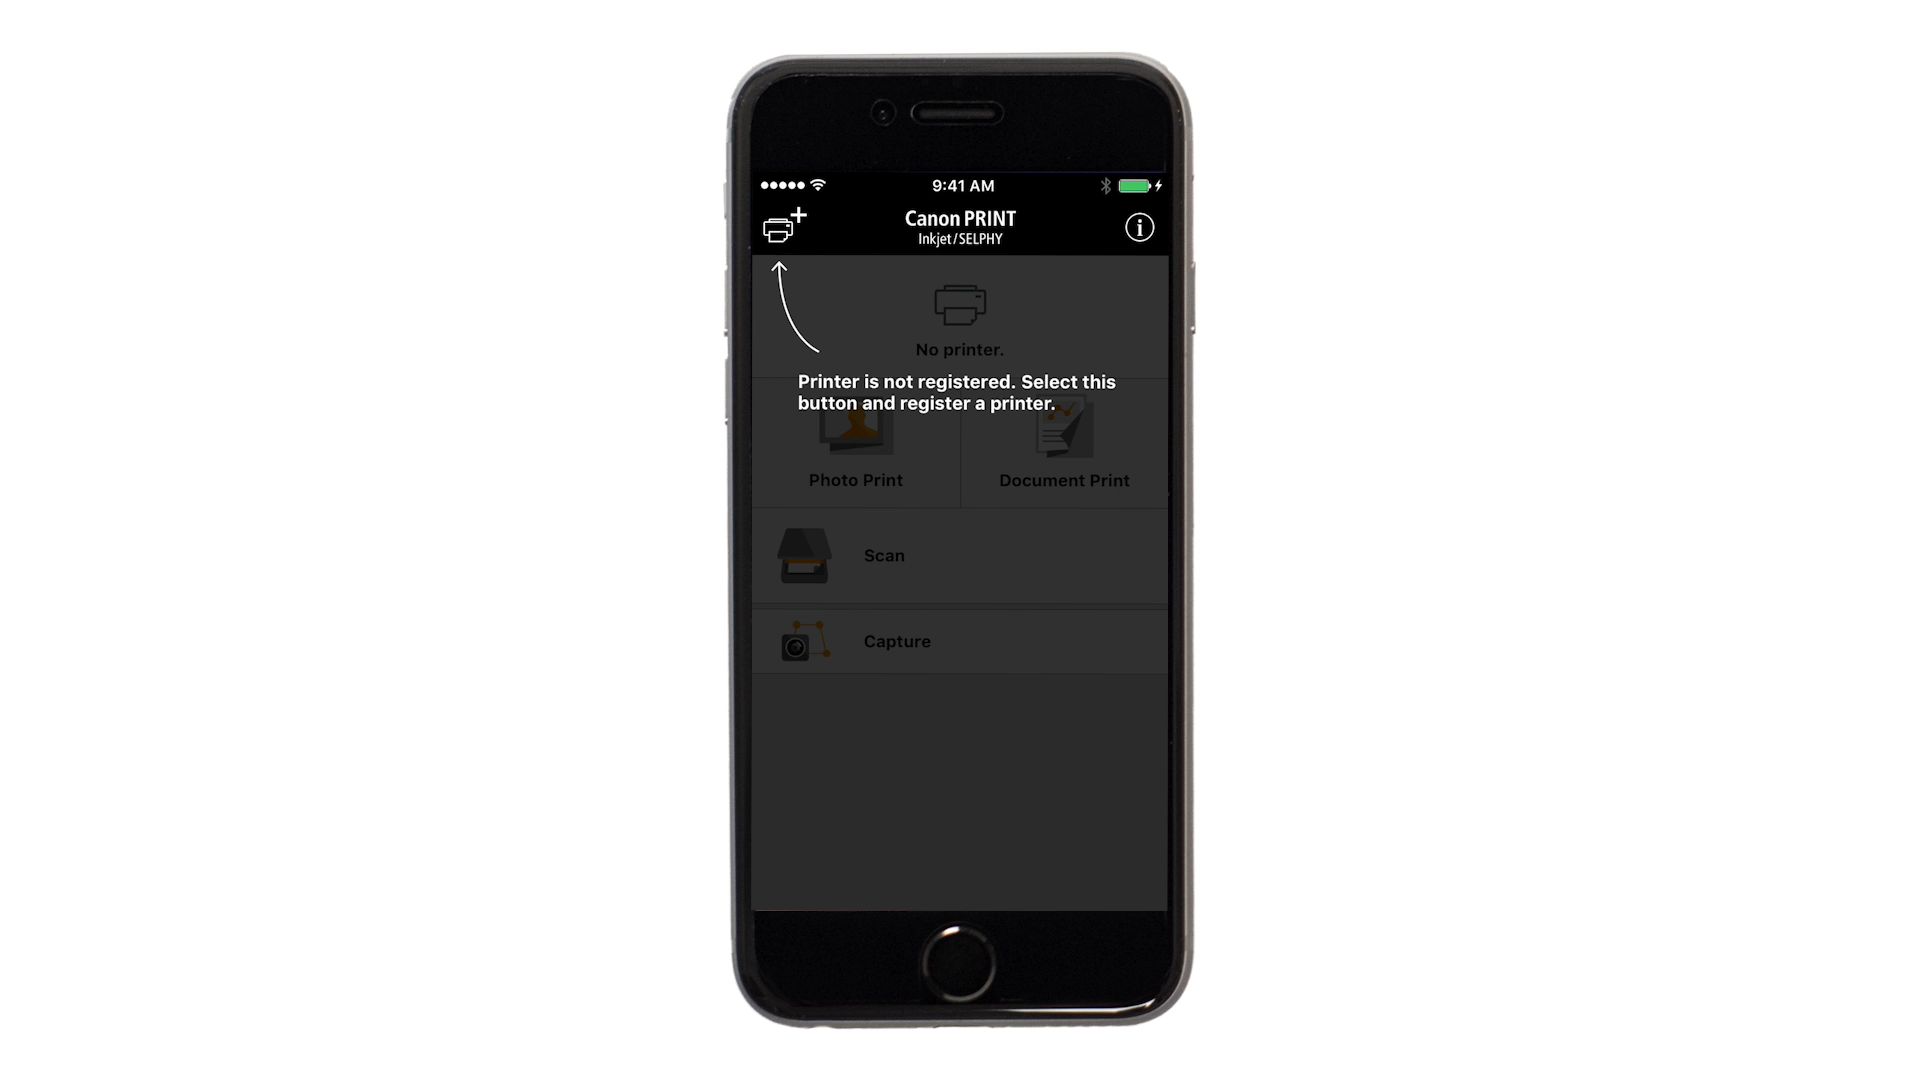 9:41 AM
Canon PRINT
Inkjet/SELPHY
No printer.
Printer is not registered. Select this
button and register a printer.
Photo Print
Document Print
Scan
Capture